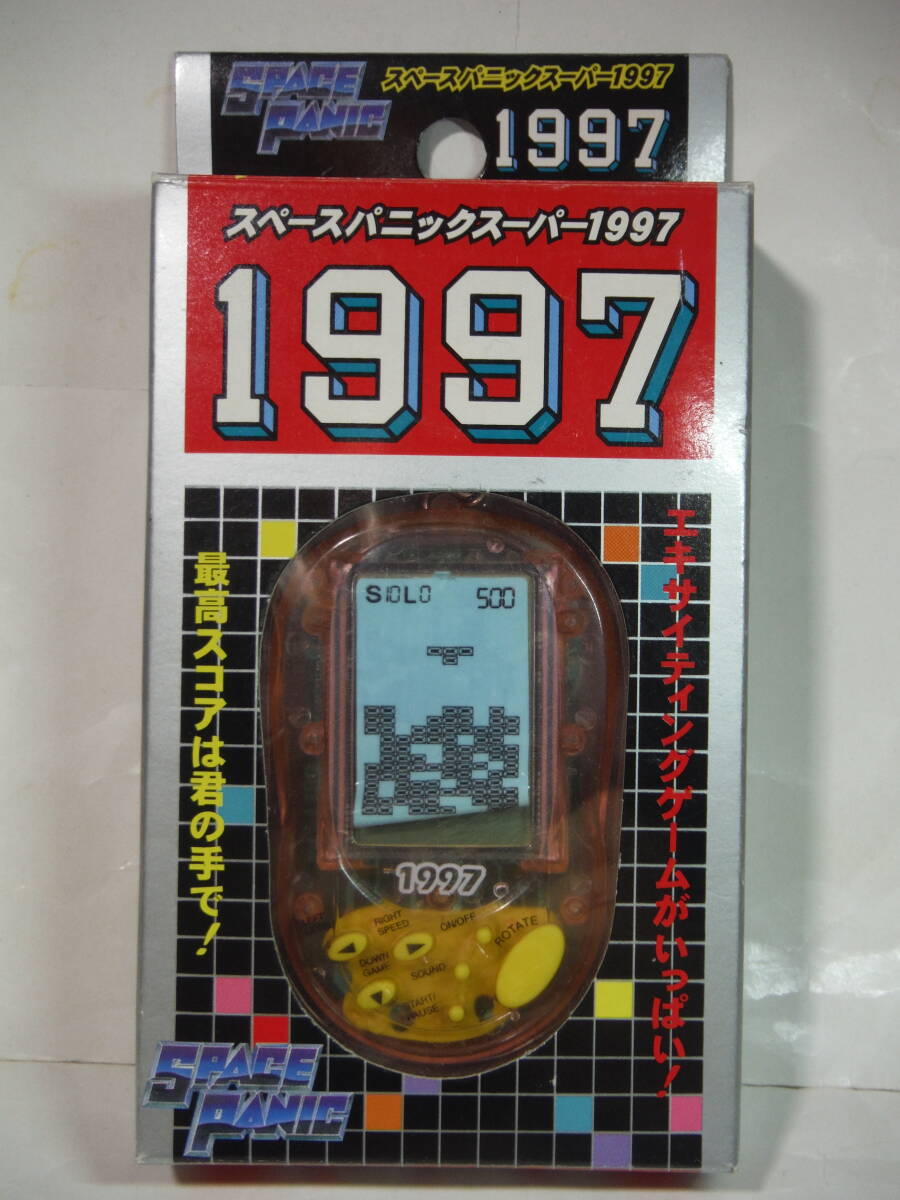 SPACE PANIC
スペースパニックスーパー1997
1997
スペースパニックスーパー1997
1997
エキサイティングゲームがいっぱい!
最高スコアは君の手で!
S10L0 500
1997
RIGHT
SPEED
ON/OFF
ROTATE
DOWN
GAME
SOUND
START/
PAUSE
SPACE
PANIC